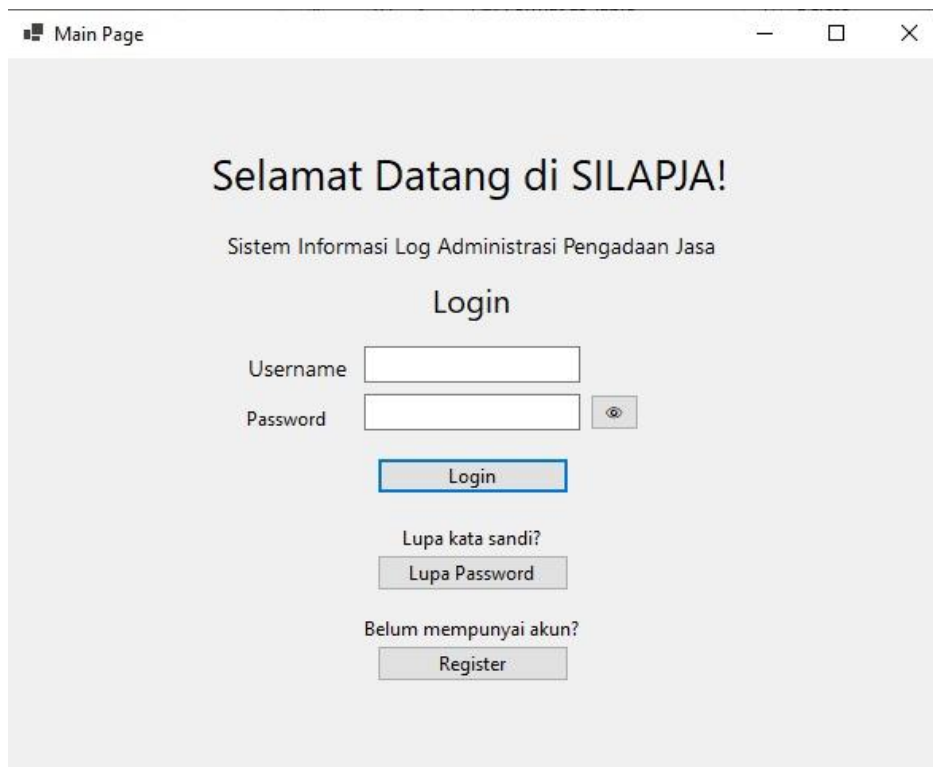 Main Page
Selamat Datang di SILAPJA!
Sistem Informasi Log Administrasi Pengadaan Jasa
Login
Username
Password
Login
Lupa kata sandi?
Lupa Password
Belum mempunyai akun?
Register